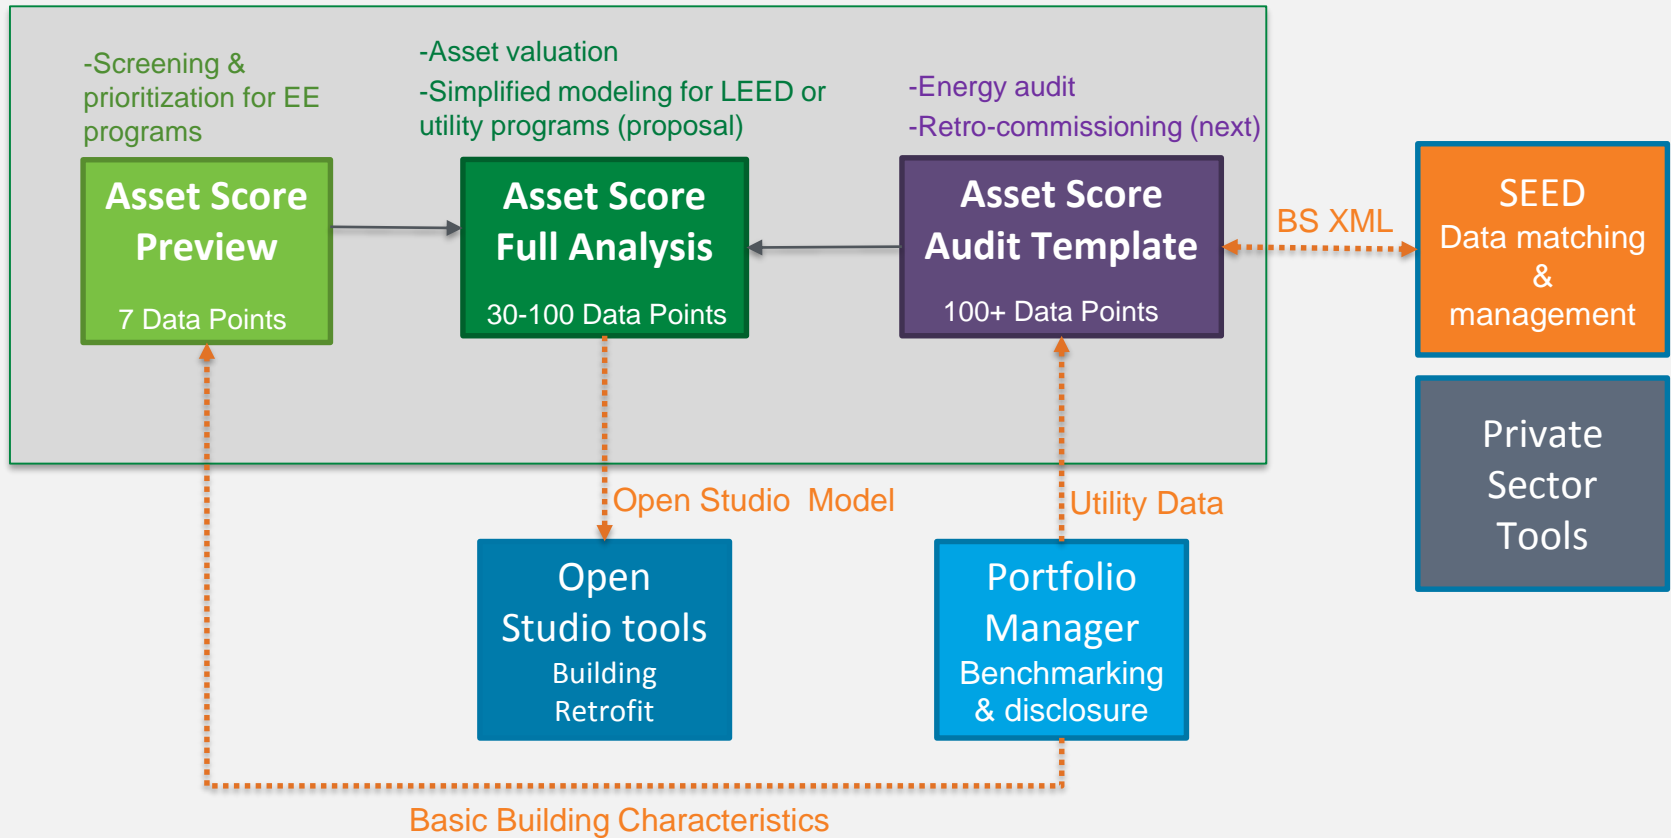 -Screening &
prioritization for EE
programs
Asset Score
Preview
7 Data Points
-Asset valuation
-Simplified modeling for LEED or
utility programs (proposal)
Asset Score
Full Analysis
30-100 Data Points
-Energy audit
-Retro-commissioning (next)
Asset Score
Audit Template
100+ Data Points
BS XML
SEED
Data matching
&
management
Private
Sector
Tools
Open Studio  Model
Utility Data
Open
Studio tools
Building
Retrofit
Portfolio
Manager
Benchmarking
& disclosure
Basic Building Characteristics